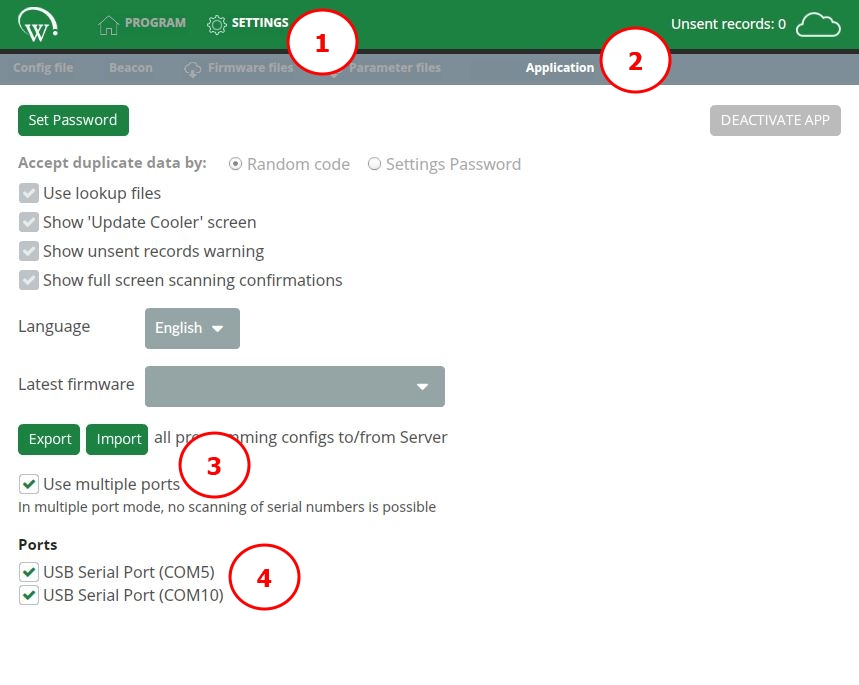 W PROGRAM SETTINGS 1 Unsent records: 0
Config file Beacon Firmware files Parameter files Application 2
Set Password DEACTIVATE APP
Accept duplicate data by: Random code Settings Password
Use lookup files
Show 'Update Cooler' screen
Show unsent records warning
Show full screen scanning confirmations
Language English
Latest firmware
Export Import all programming configs to/from Server
3
Use multiple ports
In multiple port mode, no scanning of serial numbers is possible
Ports
USB Serial Port (COM5)
4
USB Serial Port (COM10)